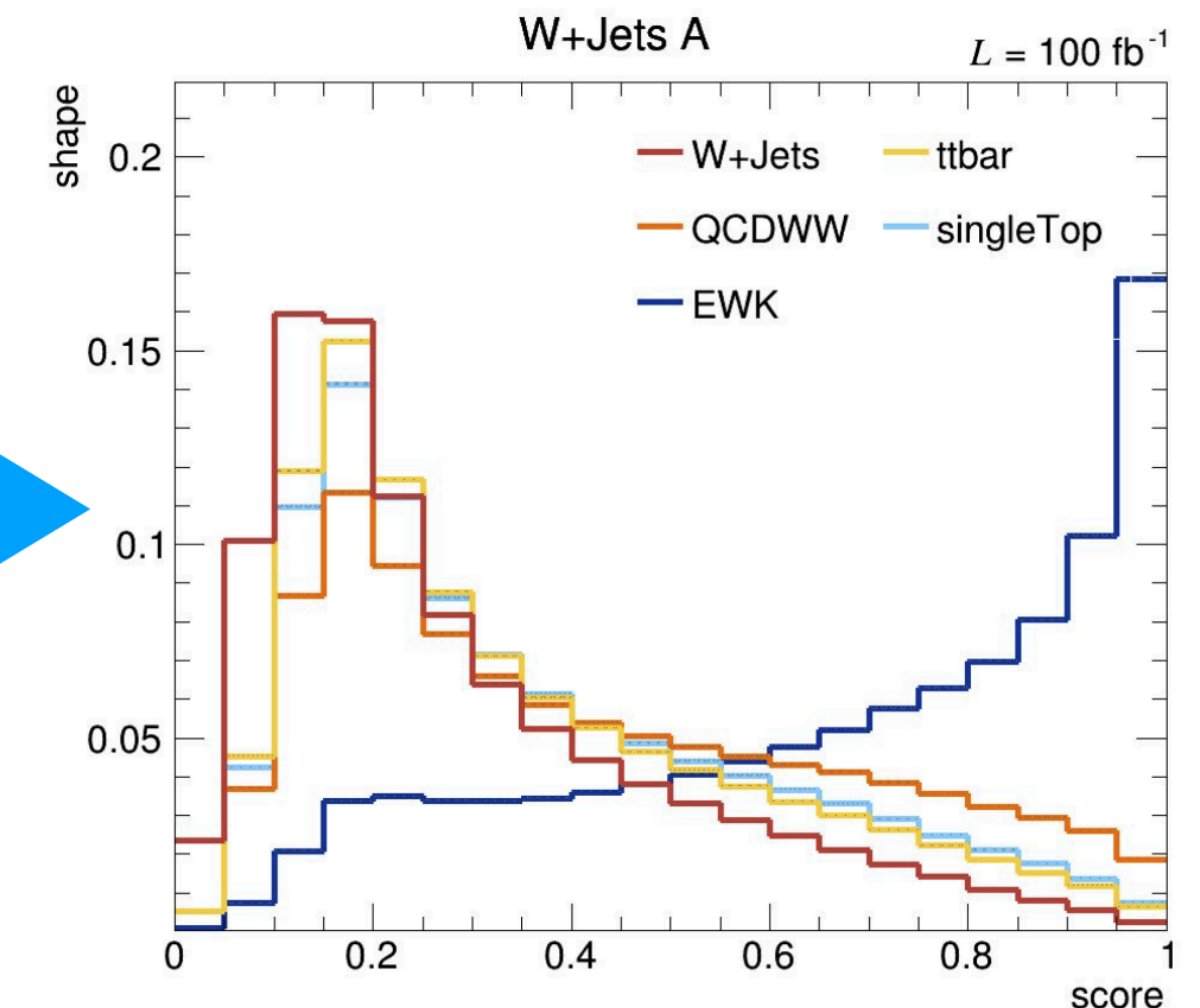 W+Jets A
L = 100 fb-1
shape
0.2
0.15
0.1
0.05
W+Jets
ttbar
QCDWW
singleTop
EWK
0
0.2
0.4
0.6
0.8
1
score